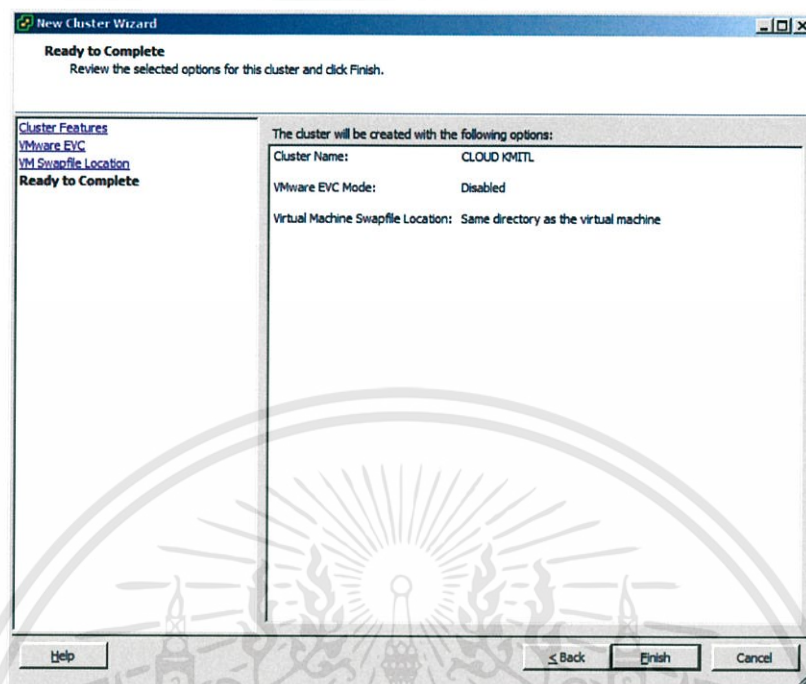 New Cluster Wizard
Ready to Complete
Review the selected options for this cluster and click Finish.
Cluster Features
VMware EVC
VM Swapfile Location
Ready to Complete
The cluster will be created with the following options:
Cluster Name: CLOUD KMITL
VMware EVC Mode: Disabled
Virtual Machine Swapfile Location: Same directory as the virtual machine
Help
< Back
Finish
Cancel